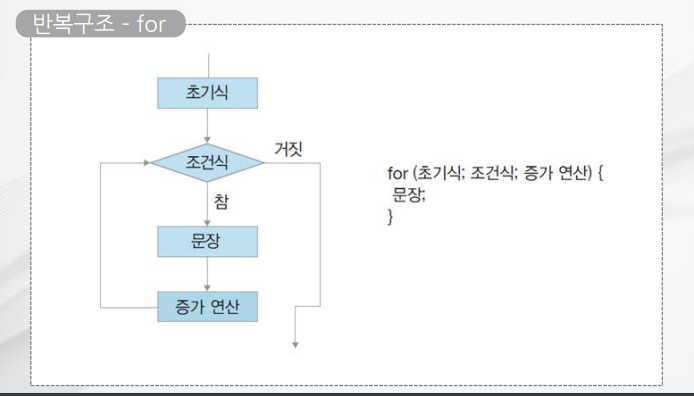 반복구조 - for
초기식
조건식
거짓
참
문장
증가 연산
for (초기식; 조건식; 증가 연산) {
문장;
}